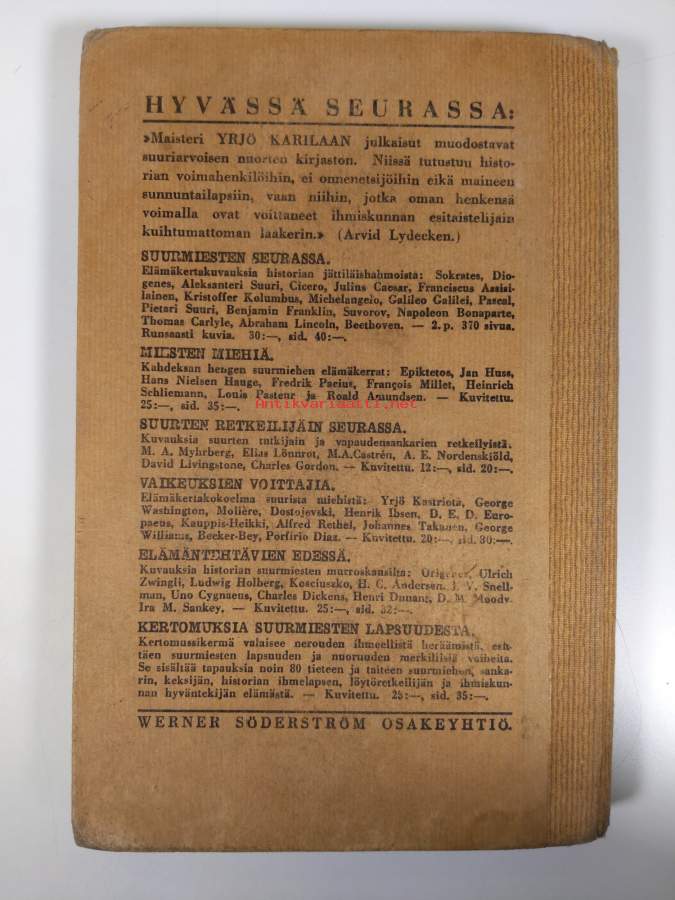 HYVÄSSÄ SEURASSA:
»Maisteri YRJÖ KARILAAN julkaisut muodostavat
suuriarvoisen nuorten kirjaston. Niissä tutustuu histo-
rian voimahenkilöihin, ei onnenetsijöihin eikä maineen
sunnuntailapsiin, vaan niihin, jotka oman henkensä
voimalla ovat voittaneet ihmiskunnan esitaistelijain
kuihtumattoman laakerin.» (Arvid Lydecken.)
SUURMIESTEN SEURASSA.
Elämäkertakuvauksia historian jättiläishahmoista: Sokrates, Dio-
genes, Aleksanteri Suuri, Cicero, Julius Caesar, Franciscus Assisi-
lainen, Kristoffer Kolumbus, Michelangelo, Galileo Galilei, Pascal,
Pietari Suuri, Benjamin Franklin, Suvorov, Napoleon Bonaparte,
Thomas Carlyle, Abraham Lincoln, Beethoven. — 2. p. 370 sivua.
Runsaasti kuvia. 30:—, sid. 40:—.
MIESTEN MIEHIÄ.
Kahdeksan hengen suurmiehen elämäkerrat: Epiktetos, Jan Huss,
Hans Nielsen Hauge, Fredrik Pacius, François Millet, Heinrich
Schliemann, Louis Pasteur ja Roald Amundsen. — Kuvitettu.
25:—, sid. 35:—.
Antikvariaatti.net
SUURTEN RETKEILIJÄIN SEURASSA.
Kuvauksia suurten tutkijain ja vapaudensankarien retkeilyistä.
M. A. Myhrberg, Elias Lönnrot, M.A.Castrén, A. E. Nordenskjöld,
David Livingstone, Charles Gordon. — Kuvitettu. 12:—, sid. 20:—.
VAIKEUKSIEN VOITTAJIA.
Elämäkertakokoelma suurista miehistä: Yrjö Kastriota, George
Washington, Molière, Dostojevski, Henrik Ibsen, D. E. D. Euro-
paeus, Kauppis-Heikki, Alfred Rethel, Johannes Takanen, George
Williams, Becker-Bey, Porfirio Diaz. — Kuvitettu. 20:—, sid. 30:—.
ELÄMÄNTEHTÄVIEN EDESSÄ.
Kuvauksia historian suurmiesten murroskausilta: Origenes, Ulrich
Zwingli, Ludwig Holberg, Kosciuszko, H. C. Andersen, J. V. Snell-
man, Uno Cygnaeus, Charles Dickens, Henri Dunant, D. M. Moody,
Ira M. Sankey. — Kuvitettu. 25:—, sid. 32:—.
KERTOMUKSIA SUURMIESTEN LAPSUUDESTA.
Kertomussikermä valaisee nerouden ihmeellistä heräämistä, esit-
täen suurmiesten lapsuuden ja nuoruuden merkillisiä vaiheita.
Se sisältää tapauksia noin 80 tieteen ja taiteen suurmiehen, sanka-
rin, keksijän, historian ihmelapsen, löytöretkeilijän ja ihmiskun-
nan hyväntekijän elämästä. — Kuvitettu. 25:—, sid. 35:—.
WERNER SÖDERSTRÖM OSAKEYHTIÖ.